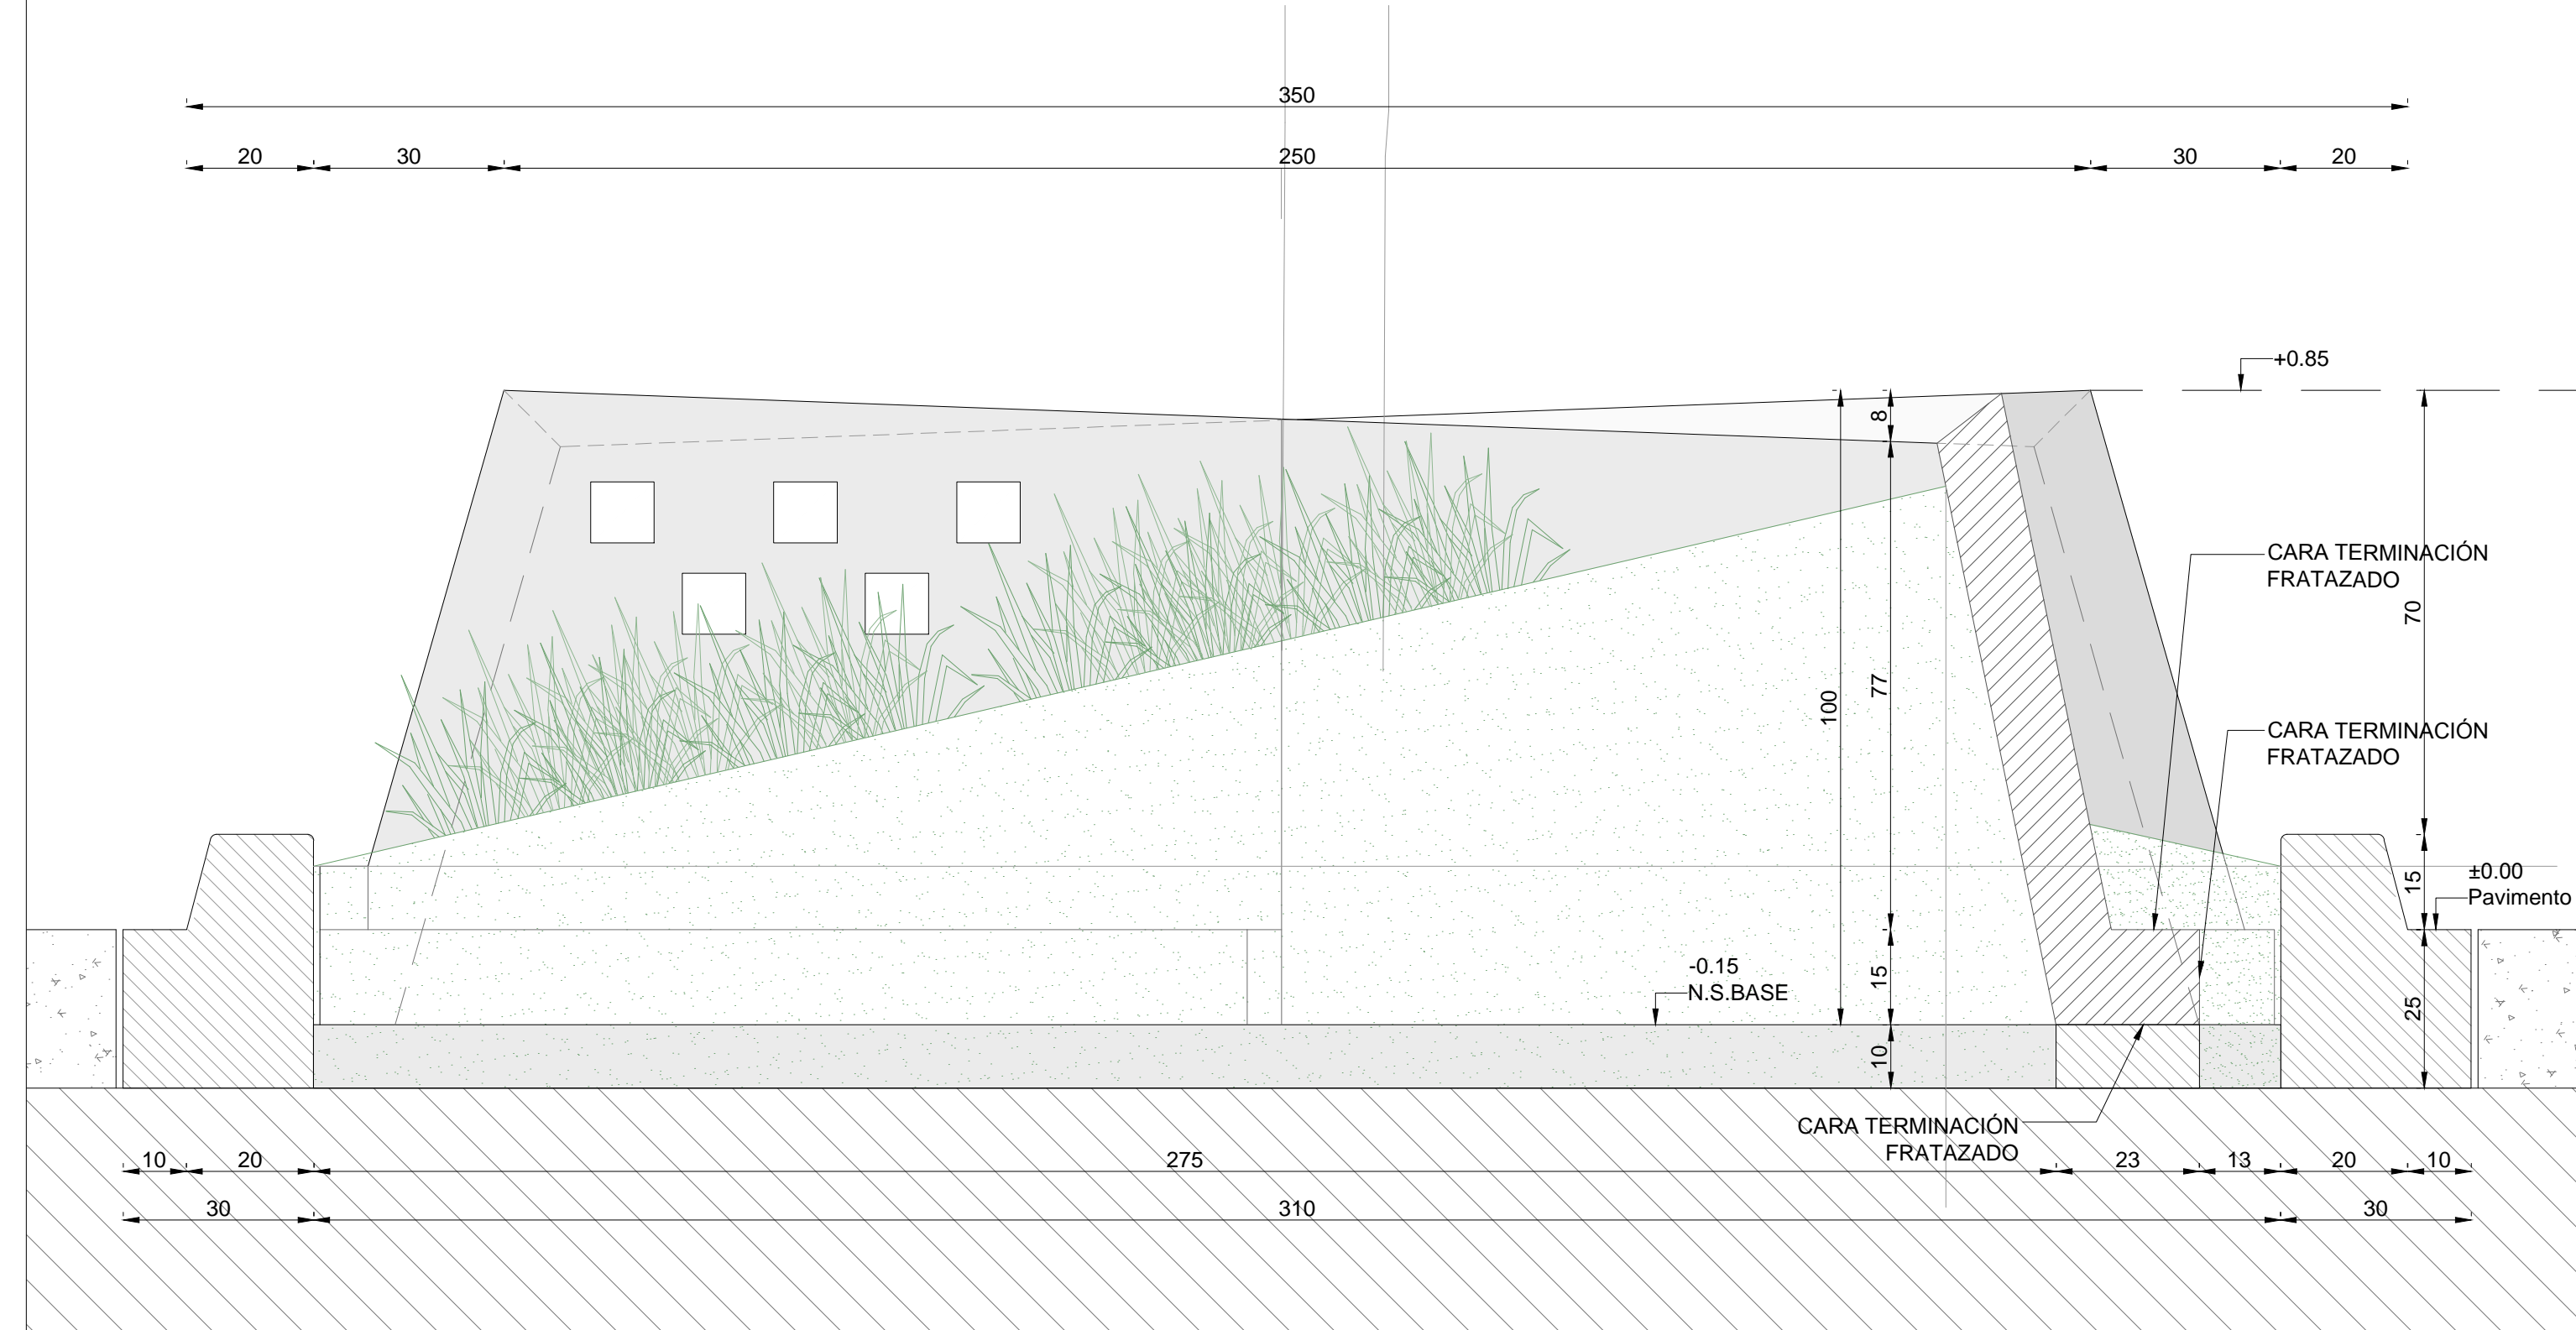 350
20 30 250 30 20
+0.85
8
CARA TERMINACIÓN
FRATAZADO
70
77
100
CARA TERMINACIÓN
FRATAZADO
15
±0.00
Pavimento
-0.15
N.S.BASE
15
25
10
CARA TERMINACIÓN
FRATAZADO
10 20 275 23 13 20 10
30 310 30